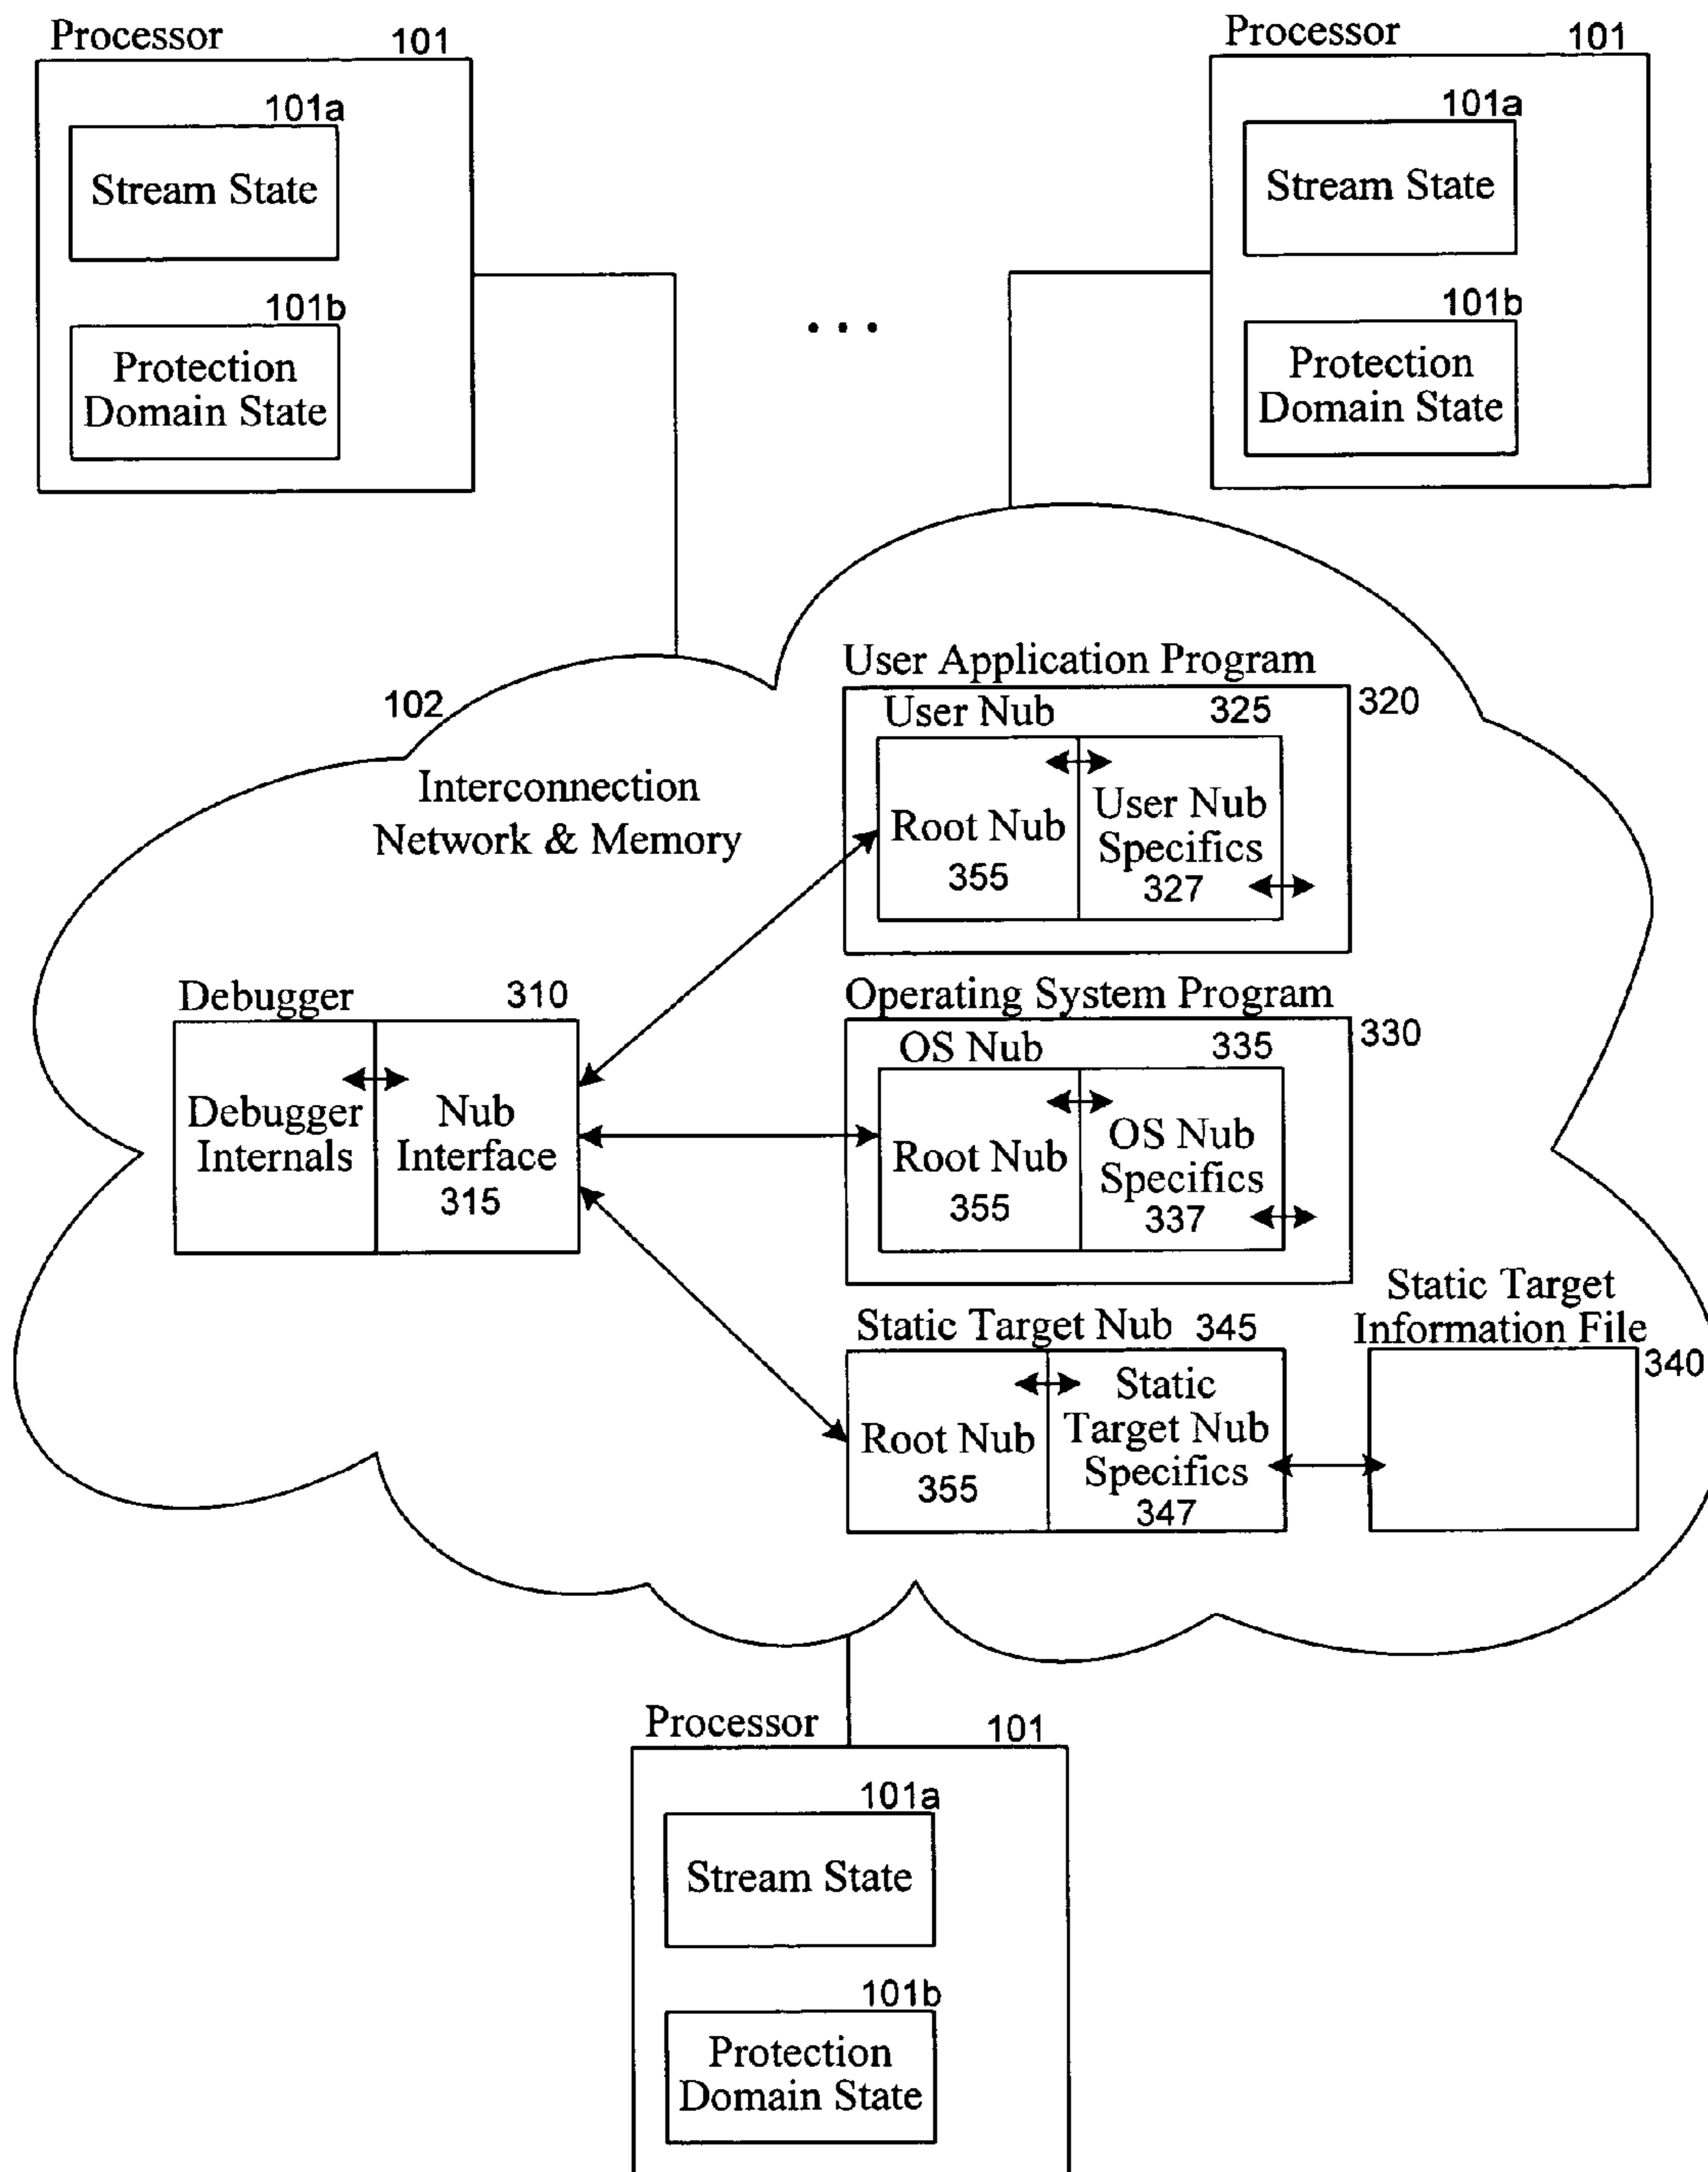 Processor 101
101a
Stream State
101b
Protection
Domain State
...
Processor 101
101a
Stream State
101b
Protection
Domain State
102
Interconnection
Network & Memory
User Application Program
320
User Nub 325
Root Nub
355
User Nub
Specifics
327
Debugger 310
Debugger
Internals
Nub
Interface
315
Operating System Program
330
OS Nub 335
Root Nub
355
OS Nub
Specifics
337
Static Target Nub 345
Root Nub
355
Static
Target Nub
Specifics
347
Static Target
Information File
340
Processor 101
101a
Stream State
101b
Protection
Domain State